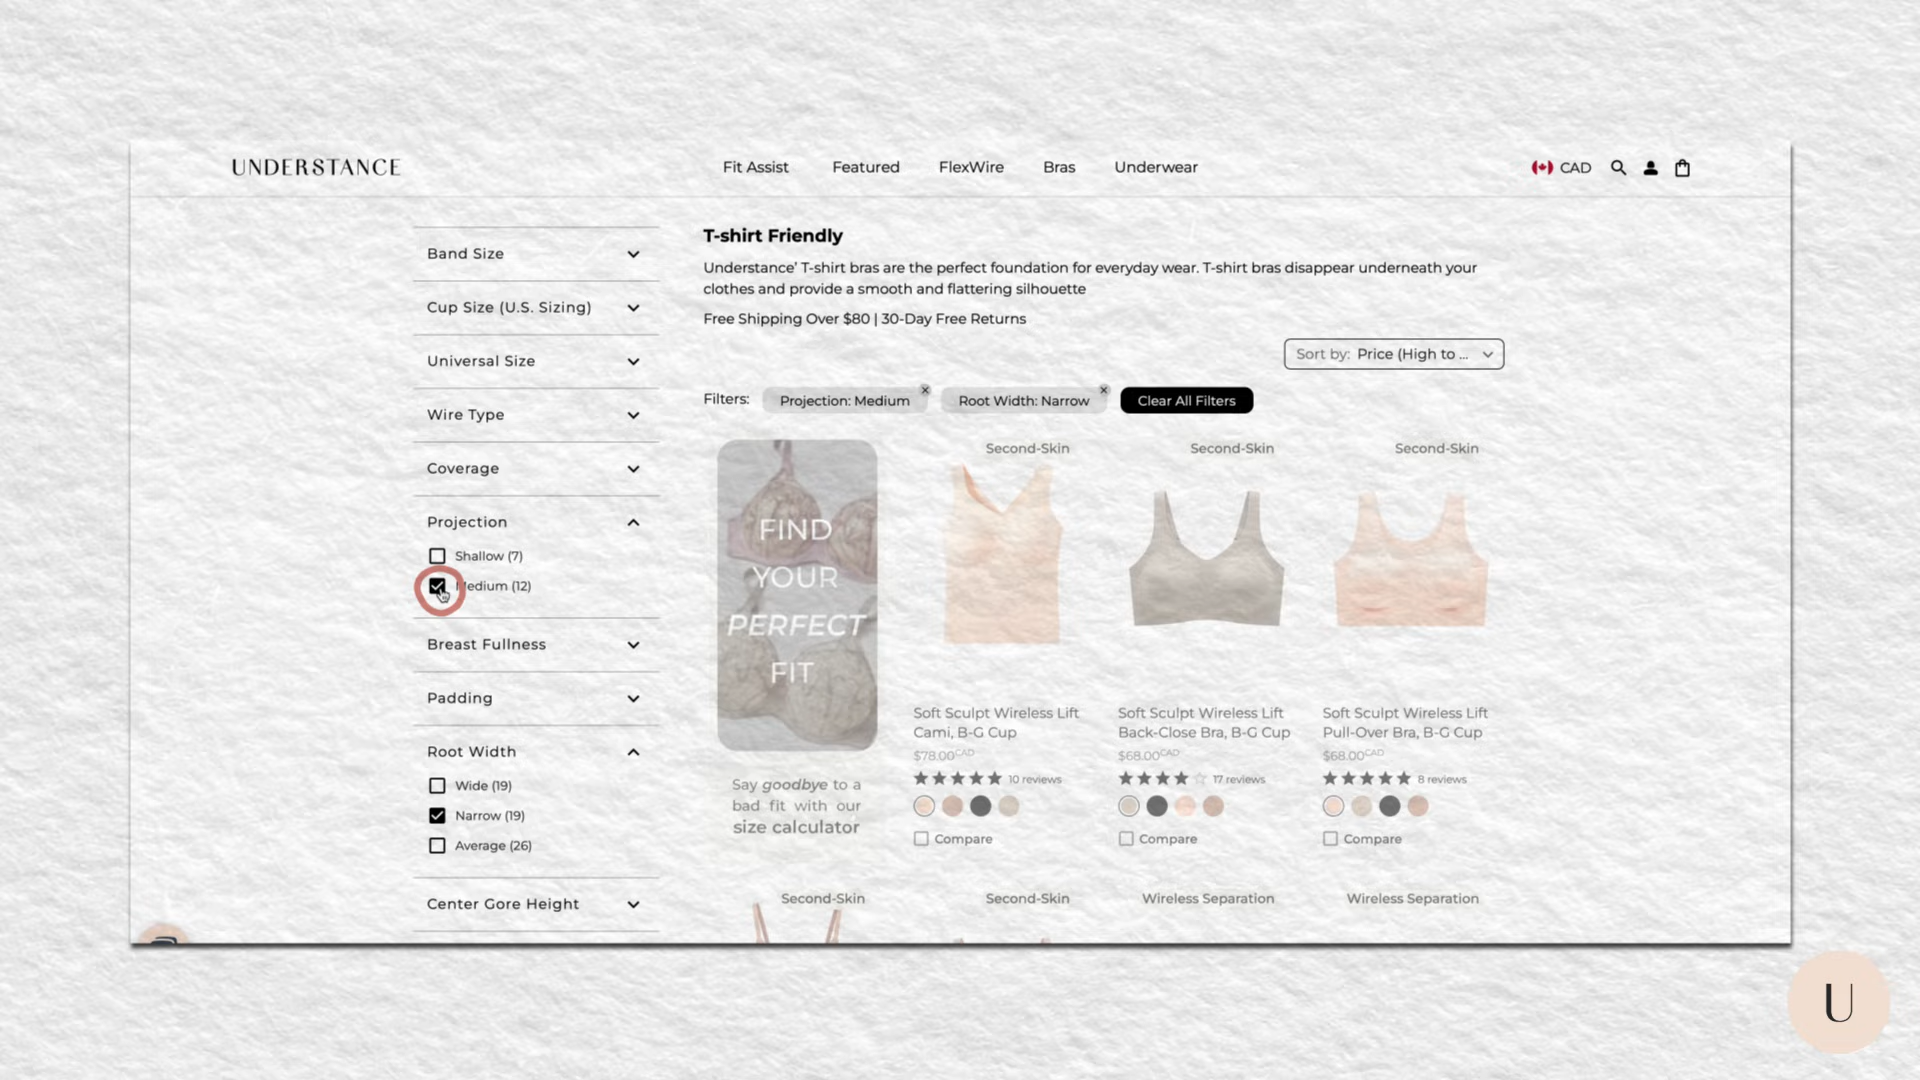 UNDERSTANCE
Fit Assist
Featured
FlexWire
Bras
Underwear
CAD
Band Size
Cup Size (U.S. Sizing)
Universal Size
Wire Type
Coverage
Projection
Shallow (7)
Medium (12)
Breast Fullness
Padding
Root Width
Wide (19)
Narrow (19)
Average (26)
Center Gore Height
T-shirt Friendly
Understance’ T-shirt bras are the perfect foundation for everyday wear. T-shirt bras disappear underneath your
clothes and provide a smooth and flattering silhouette
Free Shipping Over $80 | 30-Day Free Returns
Sort by: Price (High to ...
Filters:
Projection: Medium
Root Width: Narrow
Clear All Filters
FIND
YOUR
PERFECT
FIT
Say goodbye to a
bad fit with our
size calculator
Second-Skin
Soft Sculpt Wireless Lift
Cami, B-G Cup
$78.00CAD
10 reviews
Compare
Second-Skin
Soft Sculpt Wireless Lift
Back-Close Bra, B-G Cup
$68.00CAD
17 reviews
Compare
Second-Skin
Soft Sculpt Wireless Lift
Pull-Over Bra, B-G Cup
$68.00CAD
8 reviews
Compare
Second-Skin
Second-Skin
Wireless Separation
Wireless Separation
U